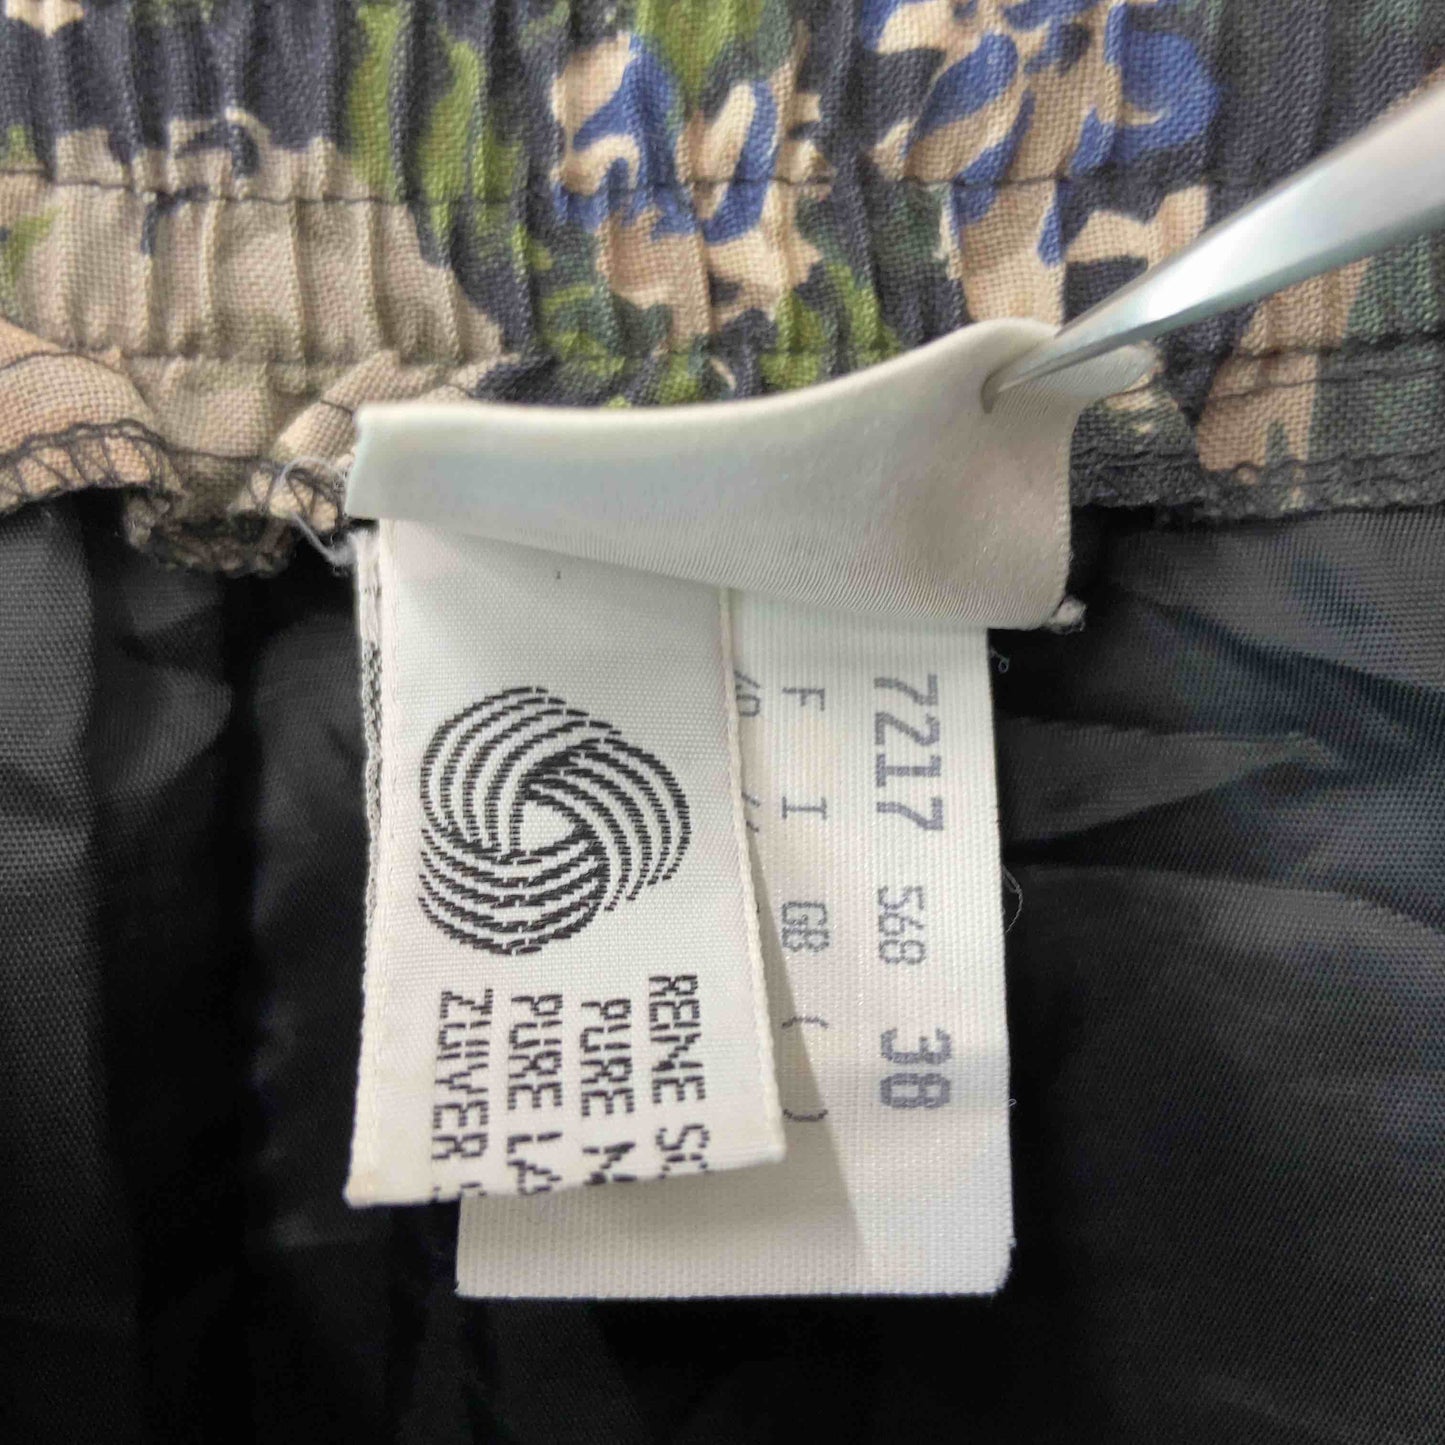 REINE
PURE
PURE
ZUIVER
7217 568 38
F I GB ( )